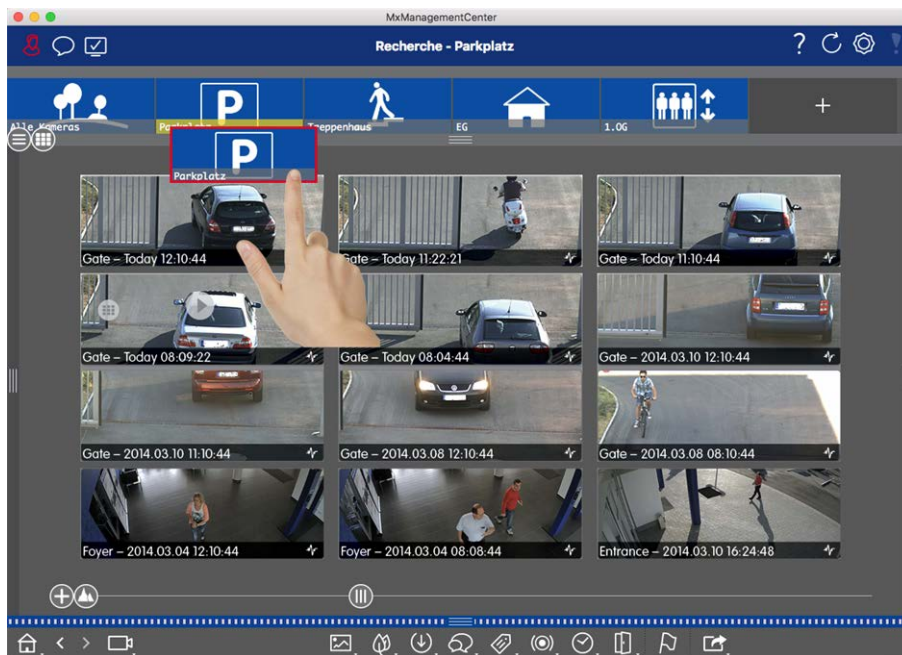 MxManagementCenter
Recherche - Parkplatz
?
P
Alle Kameras
Parkplatz
Treppenhaus
EG
1.OG
+
P
Parkplatz
Gate – Today 12:10:44
Gate – Today 11:22:21
Gate – Today 11:10:44
Gate – Today 08:09:22
Gate – Today 08:04:44
Gate – 2014.03.10 12:10:44
Gate – 2014.03.10 11:10:44
Gate – 2014.03.08 12:10:44
Gate – 2014.03.08 08:10:44
Foyer – 2014.03.04 12:10:44
Foyer – 2014.03.04 08:08:44
Entrance – 2014.03.10 16:24:48